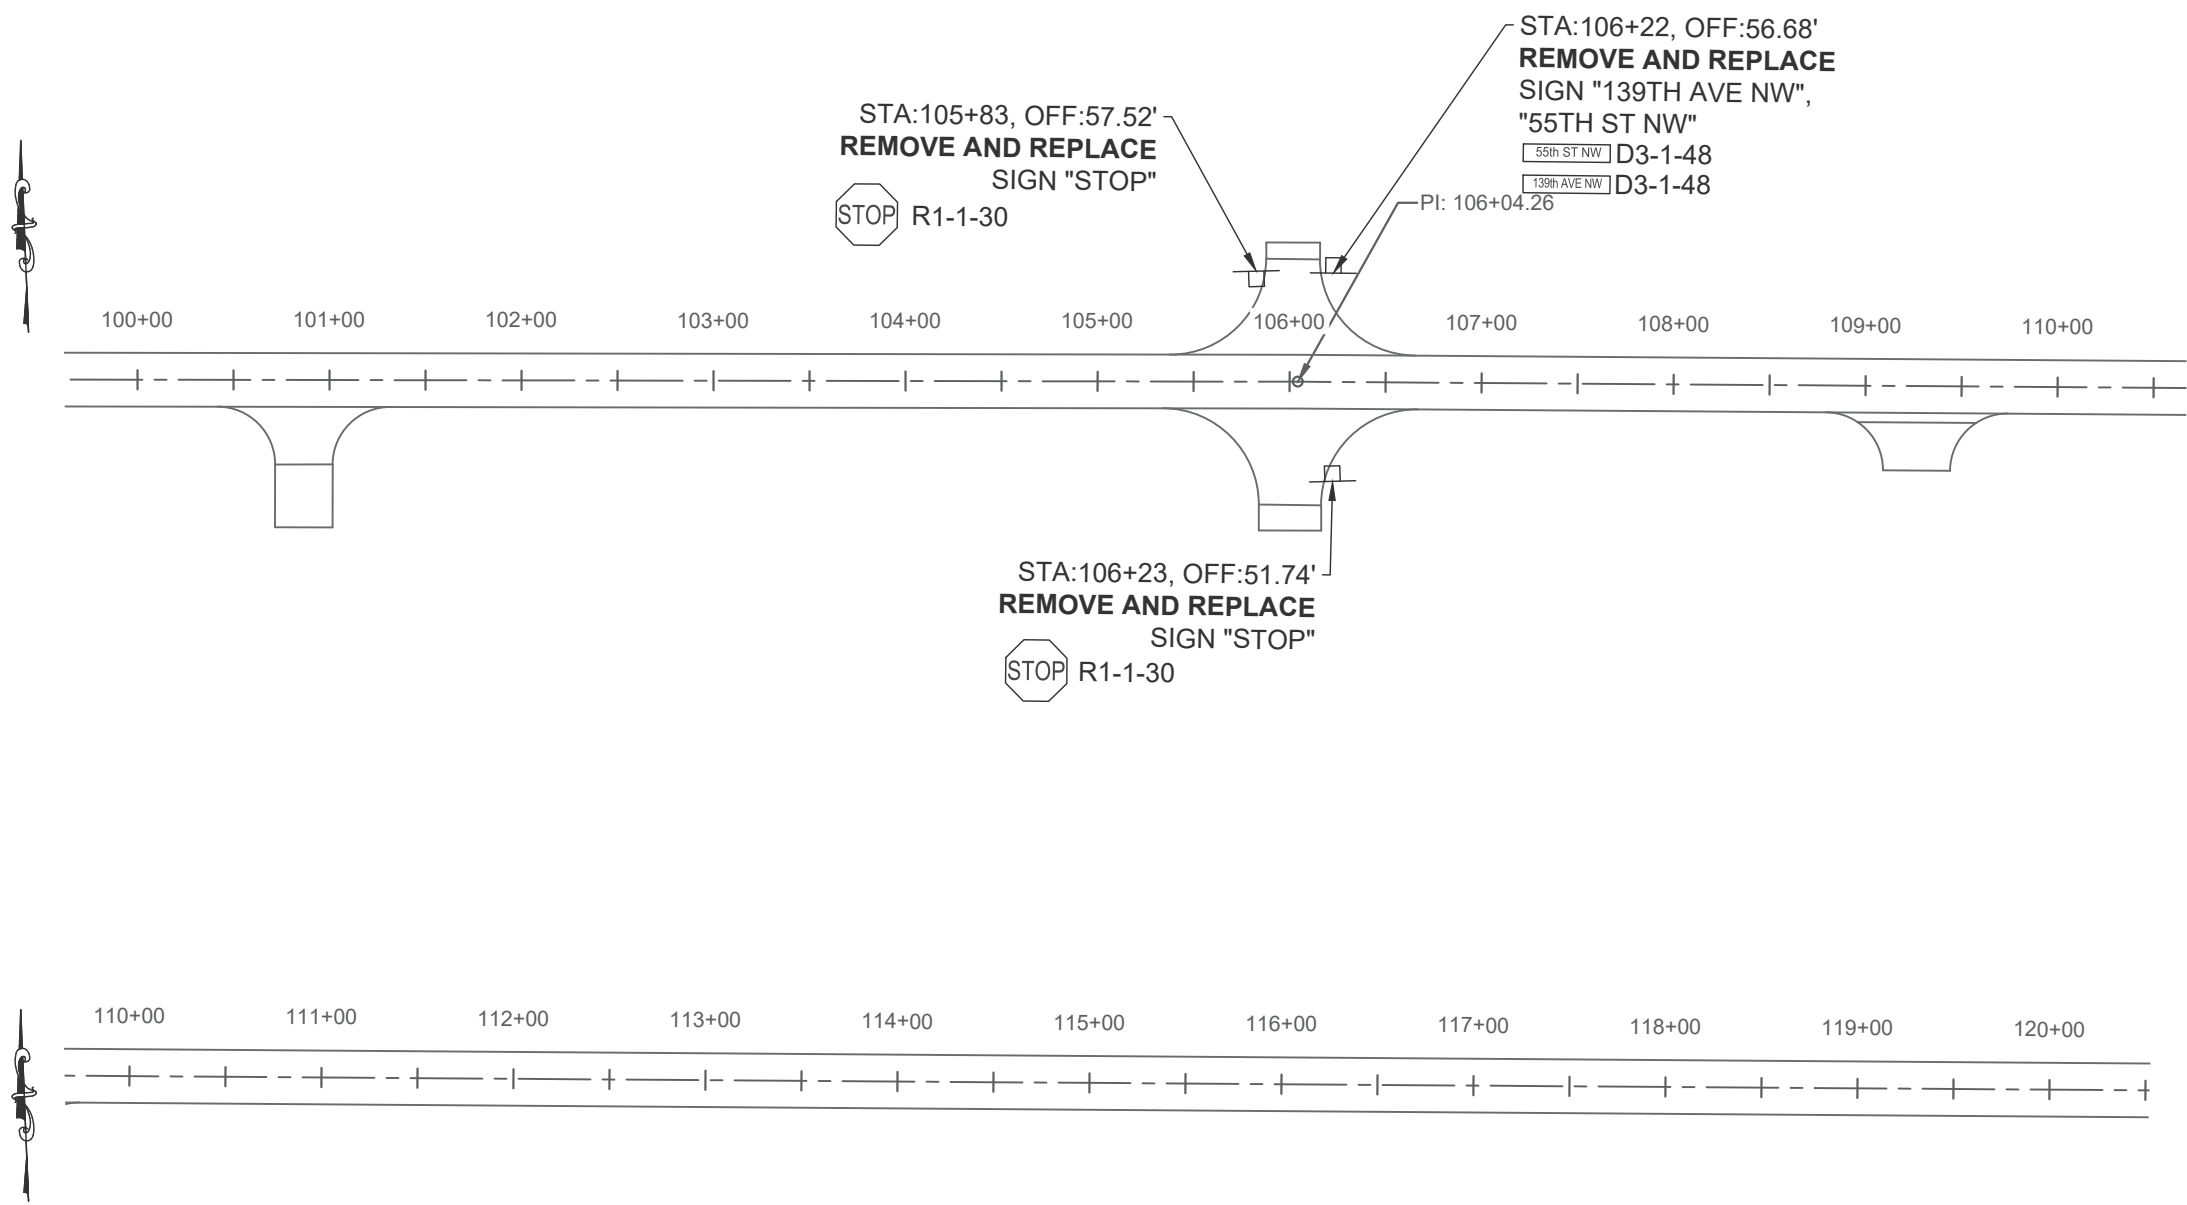 STA:106+22, OFF:56.68'
REMOVE AND REPLACE
SIGN "139TH AVE NW",
"55TH ST NW"
55th ST NW D3-1-48
139th AVE NW D3-1-48
STA:105+83, OFF:57.52'
REMOVE AND REPLACE
SIGN "STOP"
STOP R1-1-30
PI: 106+04.26
100+00 101+00 102+00 103+00 104+00 105+00 106+00 107+00 108+00 109+00 110+00
STA:106+23, OFF:51.74'
REMOVE AND REPLACE
SIGN "STOP"
STOP R1-1-30
110+00 111+00 112+00 113+00 114+00 115+00 116+00 117+00 118+00 119+00 120+00